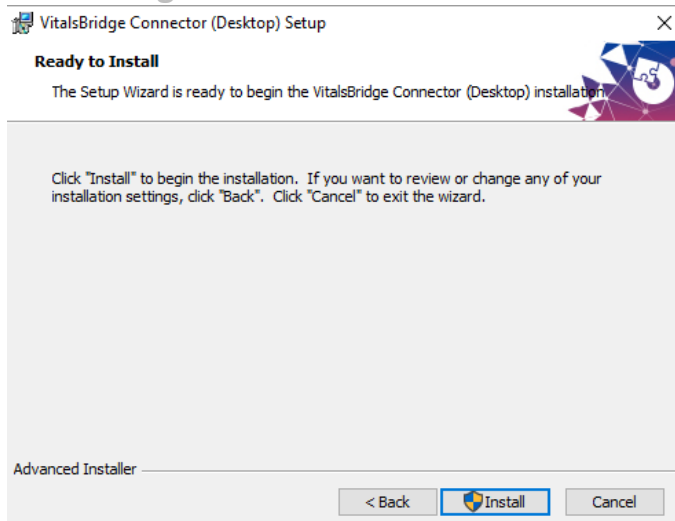 VitalsBridge Connector (Desktop) Setup
Ready to Install
The Setup Wizard is ready to begin the VitalsBridge Connector (Desktop) installation
Click "Install" to begin the installation. If you want to review or change any of your
installation settings, click "Back". Click "Cancel" to exit the wizard.
Advanced Installer
< Back
Install
Cancel